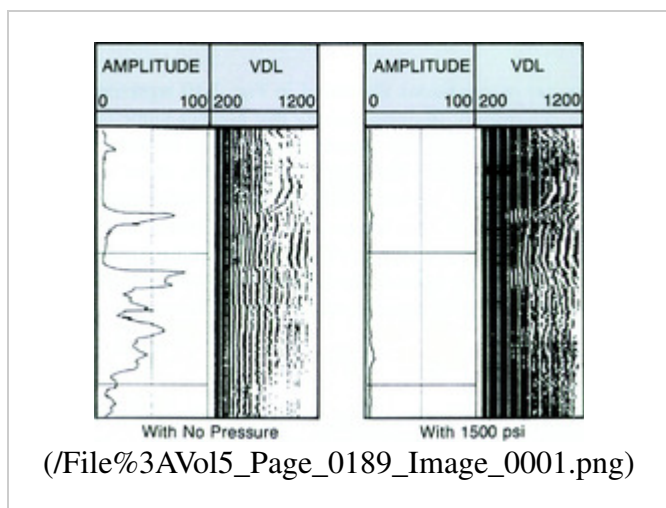 AMPLITUDE VDL AMPLITUDE VDL
0 100 200 1200 0 100 200 1200
With No Pressure With 1500 psi
(/File%3AVol5_Page_0189_Image_0001.png)